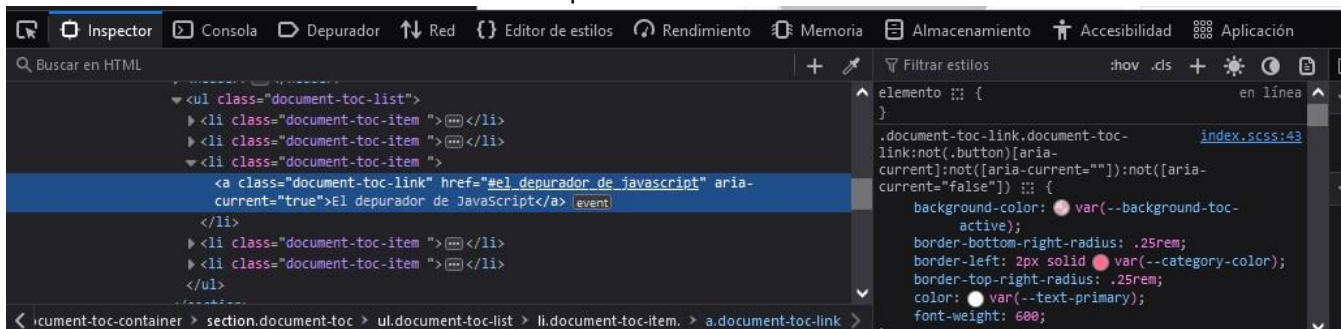 Inspector Consola Depurador Red Editor de estilos Rendimiento Memoria Almacenamiento Accesibilidad Aplicación
Buscar en HTML
<ul class="document-toc-list">
<li class="document-toc-item ">…</li>
<li class="document-toc-item ">…</li>
<li class="document-toc-item ">
<a class="document-toc-link" href="#el_depurador_de_javascript" aria-
current="true">El depurador de JavaScript</a> event
</li>
<li class="document-toc-item ">…</li>
<li class="document-toc-item ">…</li>
</ul>
section.document-toc > ul.document-toc-list > li.document-toc-item. > a.document-toc-link
Filtrar estilos :hov .cls
elemento { en línea
}
.document-toc-link.document-toc- index.scss:43
link:not(.button)[aria-
current]:not([aria-current=""]):not([aria-
current="false"]) {
background-color: var(--background-toc-
active);
border-bottom-right-radius: .25rem;
border-left: 2px solid var(--category-color);
border-top-right-radius: .25rem;
color: var(--text-primary);
font-weight: 600;